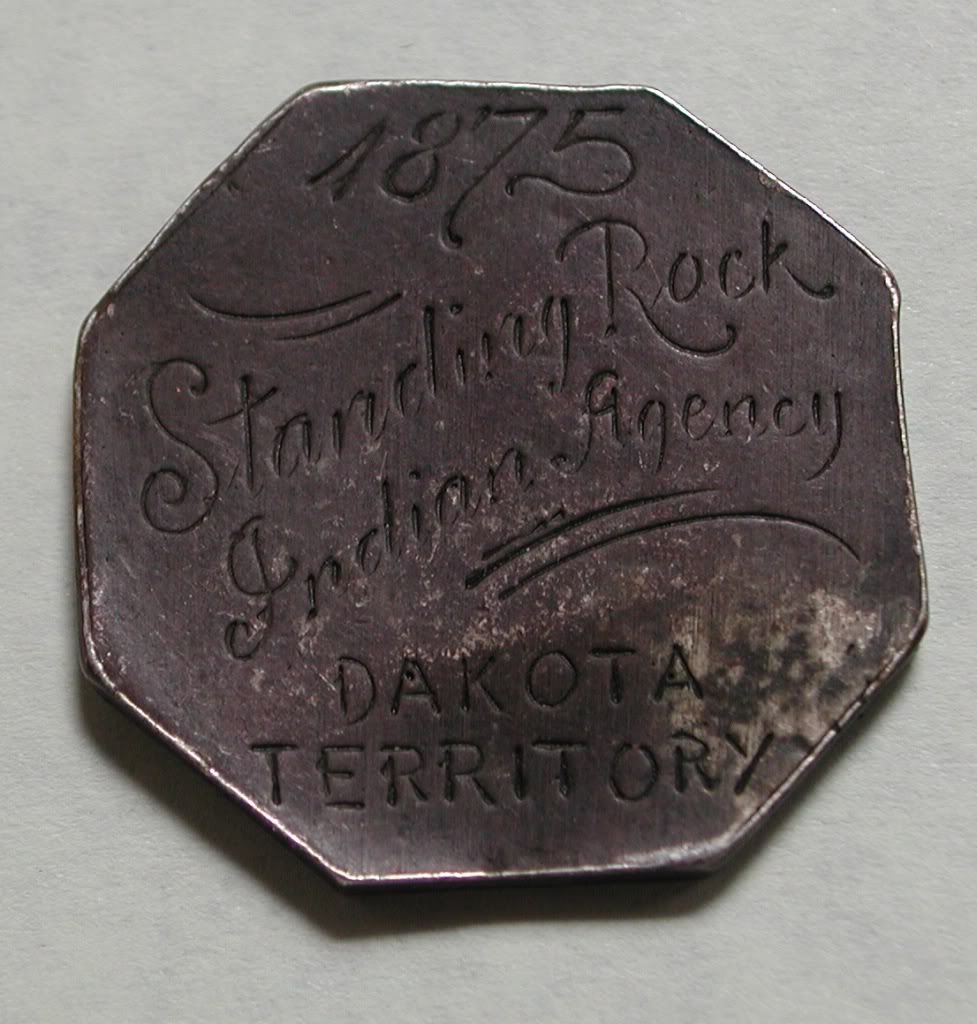 1875
Standing Rock
Indian Agency
DAKOTA
TERRITORY